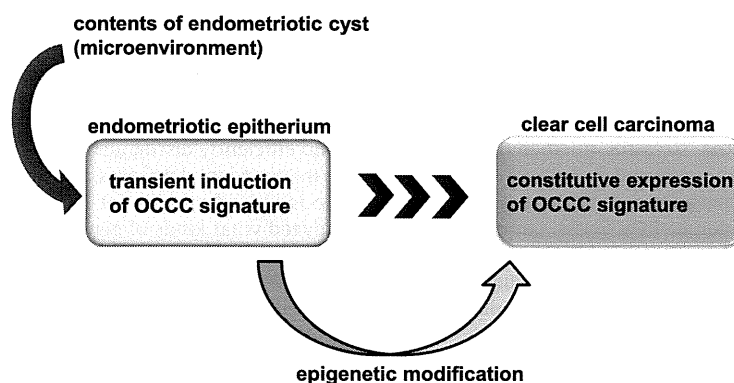 contents of endometriotic cyst
(microenvironment)
endometriotic epitherium
transient induction
of OCCC signature
clear cell carcinoma
constitutive expression
of OCCC signature
epigenetic modification